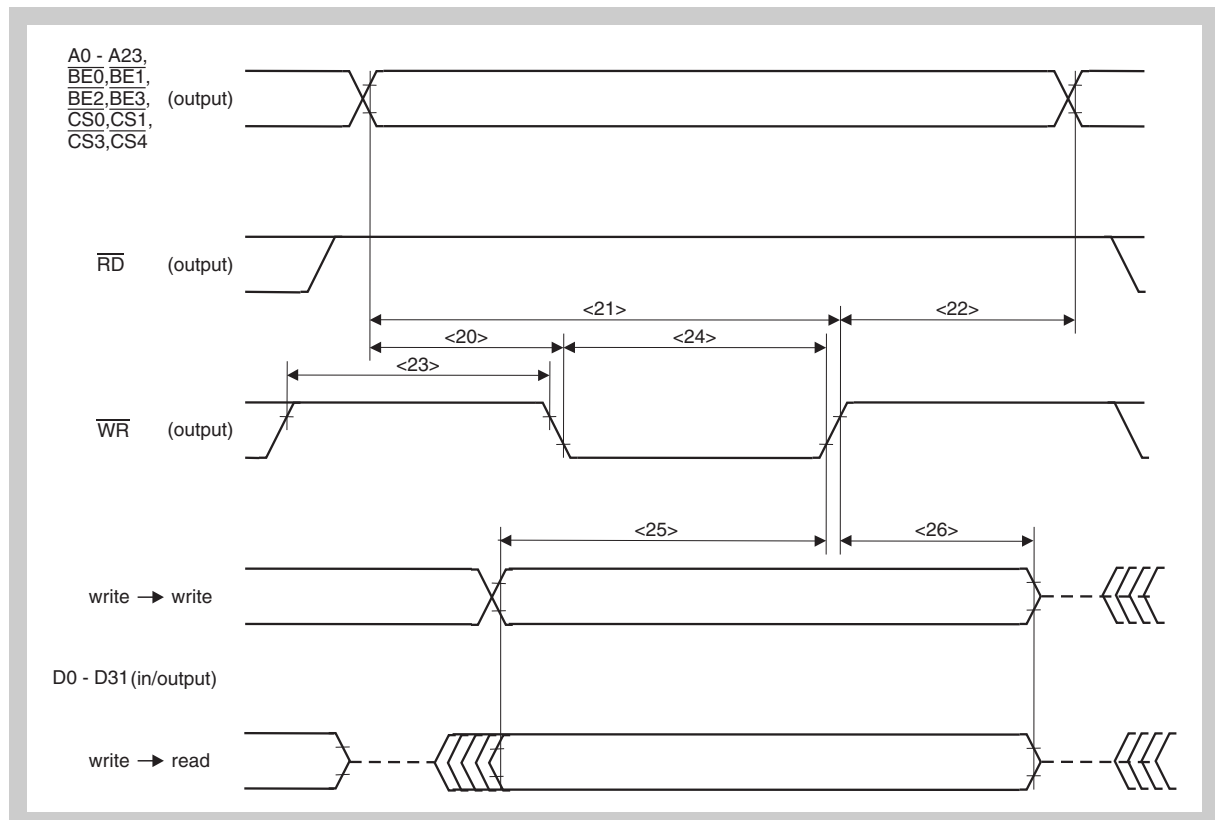 A0 - A23,
BE0,BE1,
BE2,BE3, (output)
CS0,CS1,
CS3,CS4
RD (output)
<21>
<22>
<20>
<24>
<23>
WR (output)
<25>
<26>
write → write
D0 - D31 (in/output)
write → read